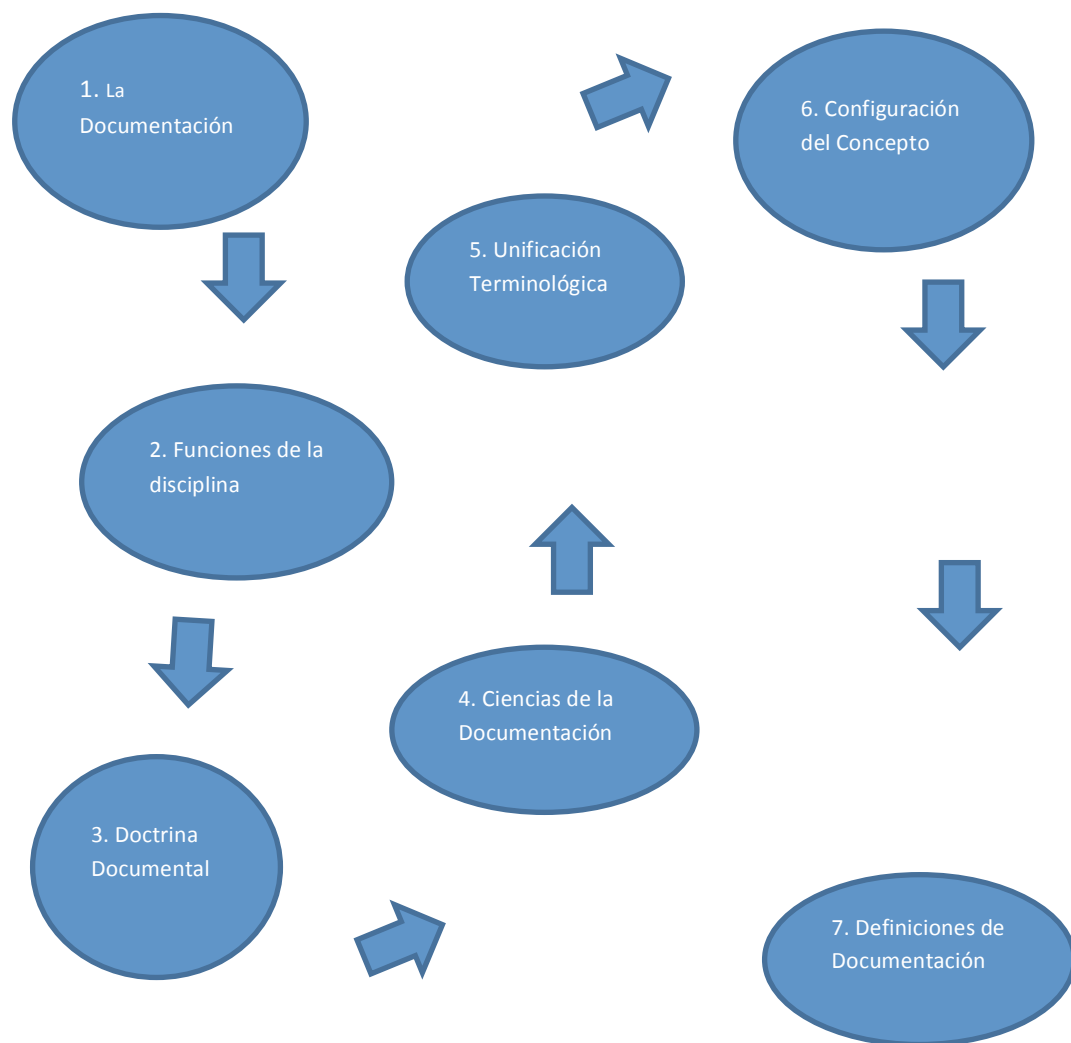 1. La
Documentación
2. Funciones de la
disciplina
3. Doctrina
Documental
4. Ciencias de la
Documentación
5. Unificación
Terminológica
6. Configuración
del Concepto
7. Definiciones de
Documentación